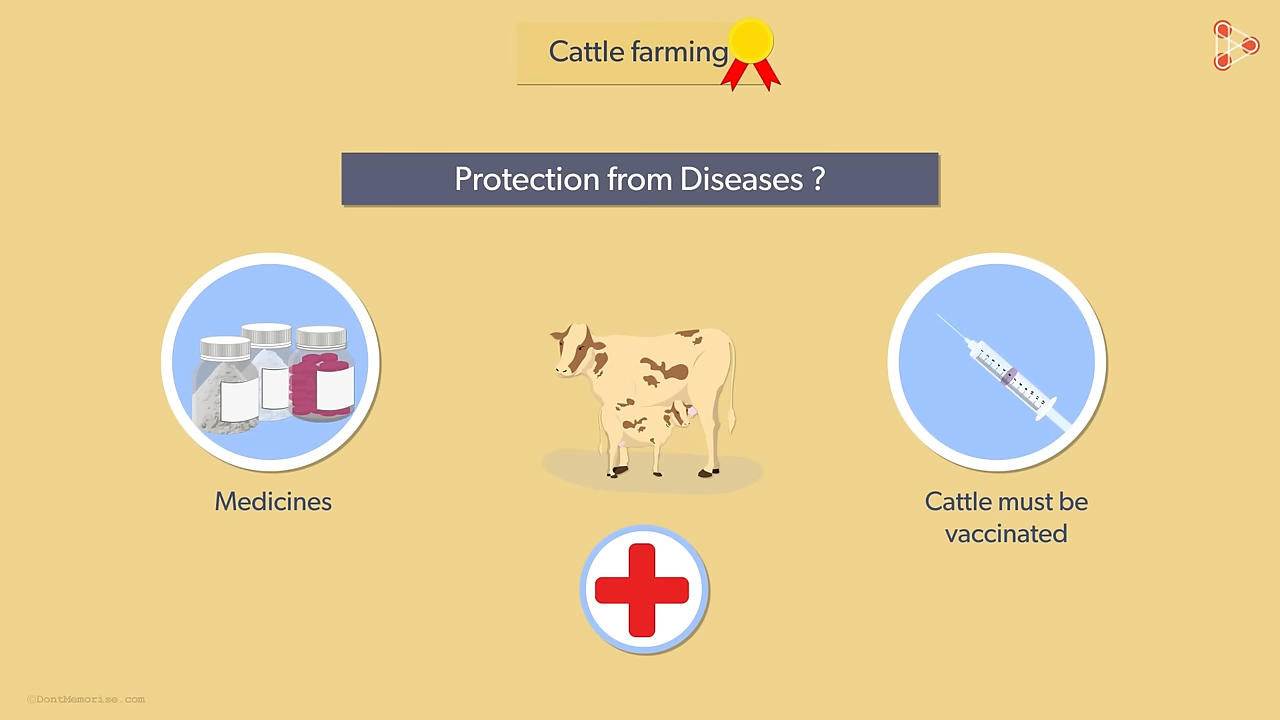 Cattle farming
Protection from Diseases ?
Medicines
Cattle must be
vaccinated
©DontMemorise.com